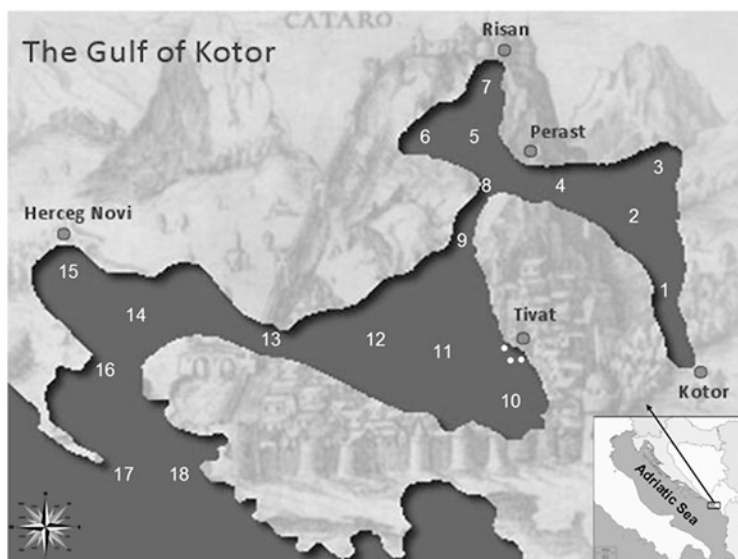 CATARO
The Gulf of Kotor
Risan
Perast
Herceg Novi
Tivat
Kotor
7
6
5
3
4
8
2
9
15
1
14
13
12
11
16
10
17
18
Adriatic Sea